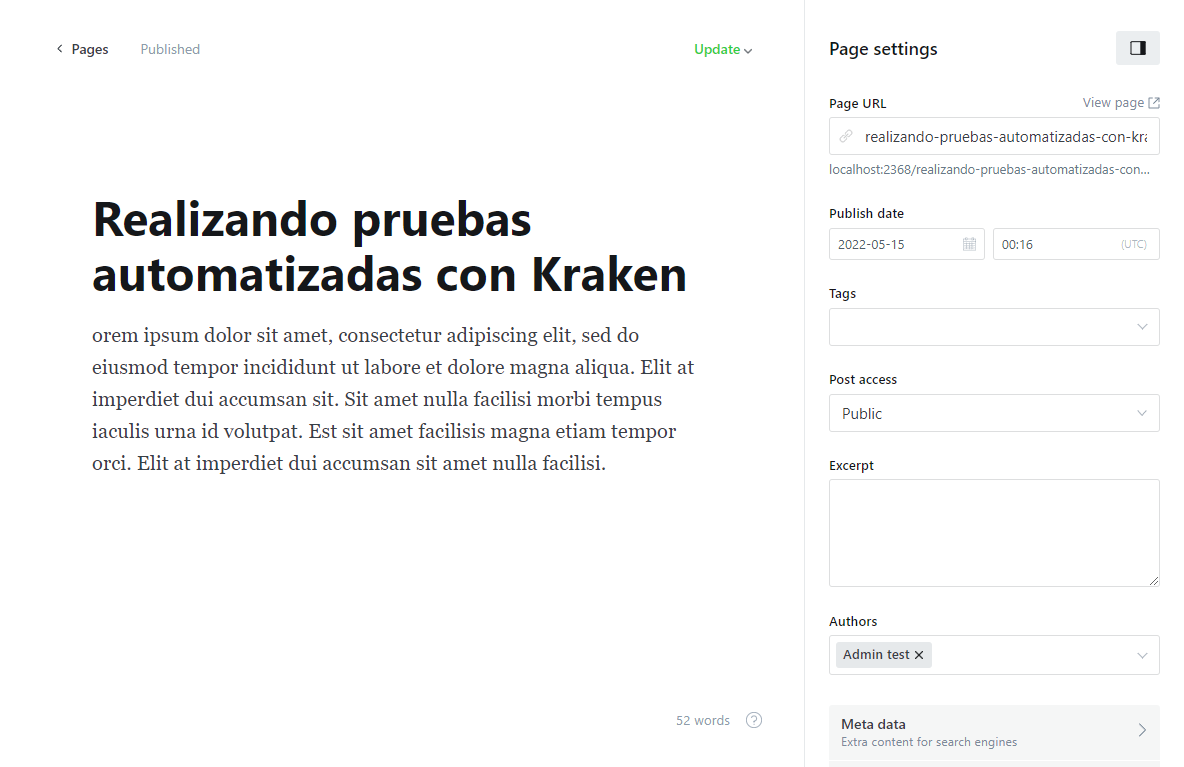 Pages
Published
Update
Realizando pruebas
automatizadas con Kraken
orem ipsum dolor sit amet, consectetur adipiscing elit, sed do
eiusmod tempor incididunt ut labore et dolore magna aliqua. Elit at
imperdiet dui accumsan sit. Sit amet nulla facilisi morbi tempus
iaculis urna id volutpat. Est sit amet facilisis magna etiam tempor
orci. Elit at imperdiet dui accumsan sit amet nulla facilisi.
52 words
?
Page settings
Page URL
View page
realizando-pruebas-automatizadas-con-kra
localhost:2368/realizando-pruebas-automatizadas-con...
Publish date
2022-05-15
00:16
(UTC)
Tags
Post access
Public
Excerpt
Authors
Admin test ×
Meta data
Extra content for search engines